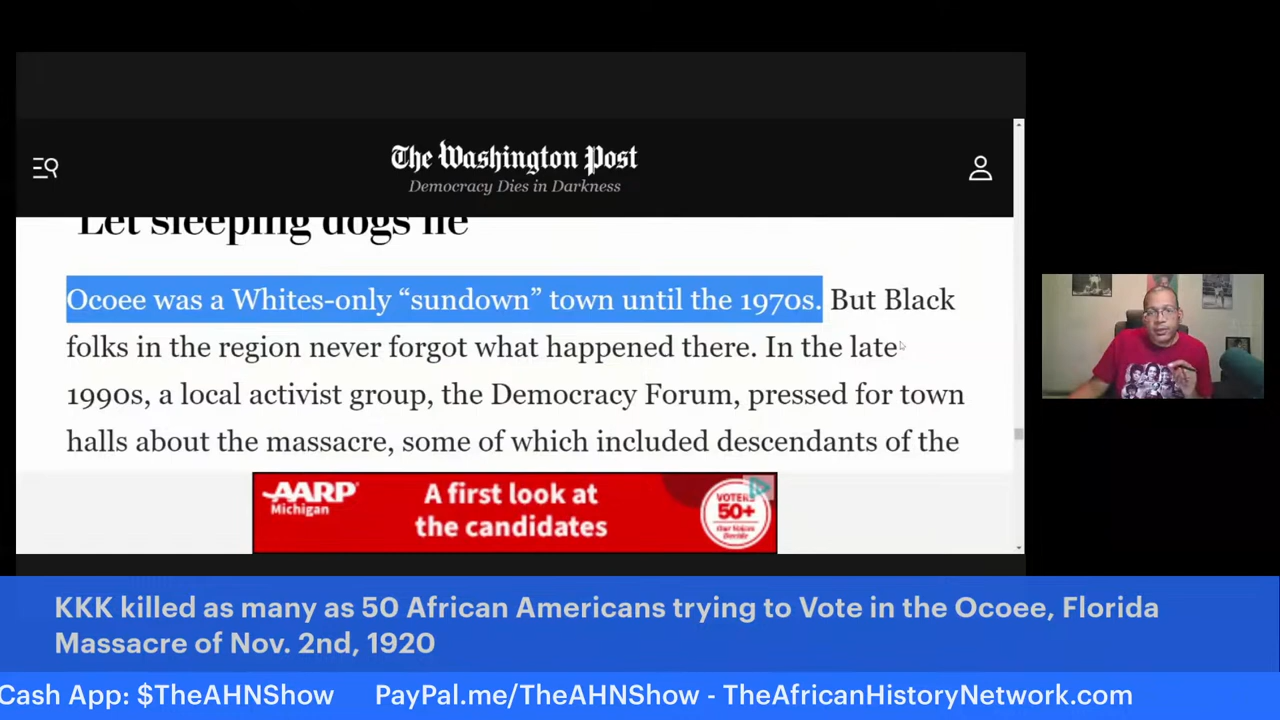 The Washington Post
Democracy Dies in Darkness
Let sleeping dogs lie
Ocoee was a Whites-only “sundown” town until the 1970s. But Black
folks in the region never forgot what happened there. In the late
1990s, a local activist group, the Democracy Forum, pressed for town
halls about the massacre, some of which included descendants of the
AARP
Michigan
A first look at
the candidates
VOTERS
50+
Our Voices
Decide
KKK killed as many as 50 African Americans trying to Vote in the Ocoee, Florida
Massacre of Nov. 2nd, 1920
Cash App: $TheAHNShow PayPal.me/TheAHNShow - TheAfricanHistoryNetwork.com